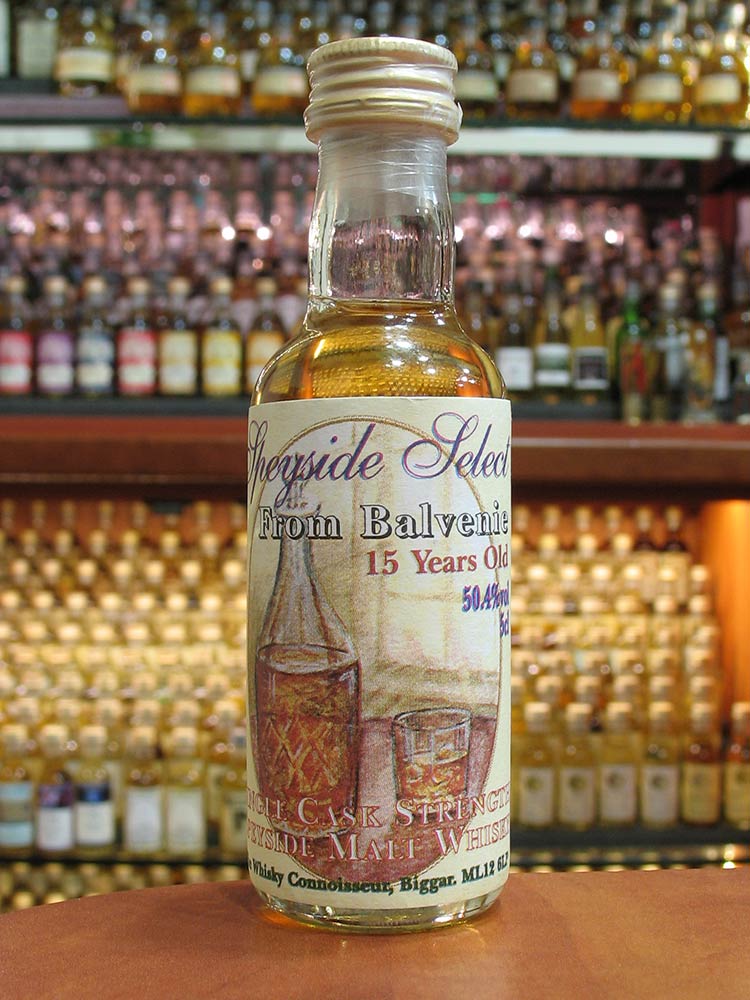 Speyside Select
From Balvenie
15 Years Old
50.4%vol
5cl
Single Cask Strength
Speyside Malt Whisky
Whisky Connoisseur, Biggar. ML12 6LP